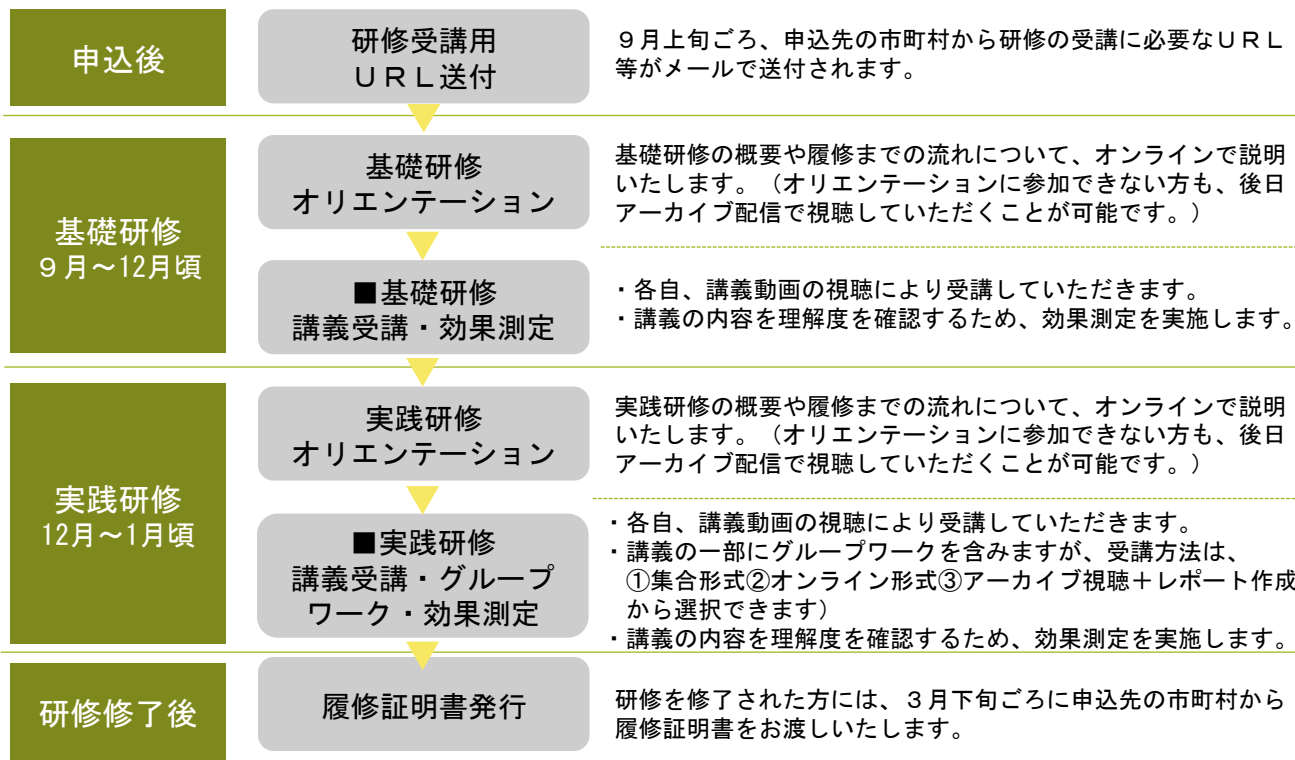 申込後
研修受講用
ＵＲＬ送付
９月上旬ごろ、申込先の市町村から研修の受講に必要なＵＲＬ
等がメールで送付されます。
基礎研修
９月～12月頃
基礎研修
オリエンテーション
基礎研修の概要や履修までの流れについて、オンラインで説明
いたします。（オリエンテーションに参加できない方も、後日
アーカイブ配信で視聴していただくことが可能です。）
■基礎研修
講義受講・効果測定
・各自、講義動画の視聴により受講していただきます。
・講義の内容を理解度を確認するため、効果測定を実施します。
実践研修
12月～1月頃
実践研修
オリエンテーション
実践研修の概要や履修までの流れについて、オンラインで説明
いたします。（オリエンテーションに参加できない方も、後日
アーカイブ配信で視聴していただくことが可能です。）
■実践研修
講義受講・グループ
ワーク・効果測定
・各自、講義動画の視聴により受講していただきます。
・講義の一部にグループワークを含みますが、受講方法は、
①集合形式②オンライン形式③アーカイブ視聴＋レポート作成
から選択できます）
・講義の内容を理解度を確認するため、効果測定を実施します。
研修修了後
履修証明書発行
研修を修了された方には、３月下旬ごろに申込先の市町村から
履修証明書をお渡しいたします。